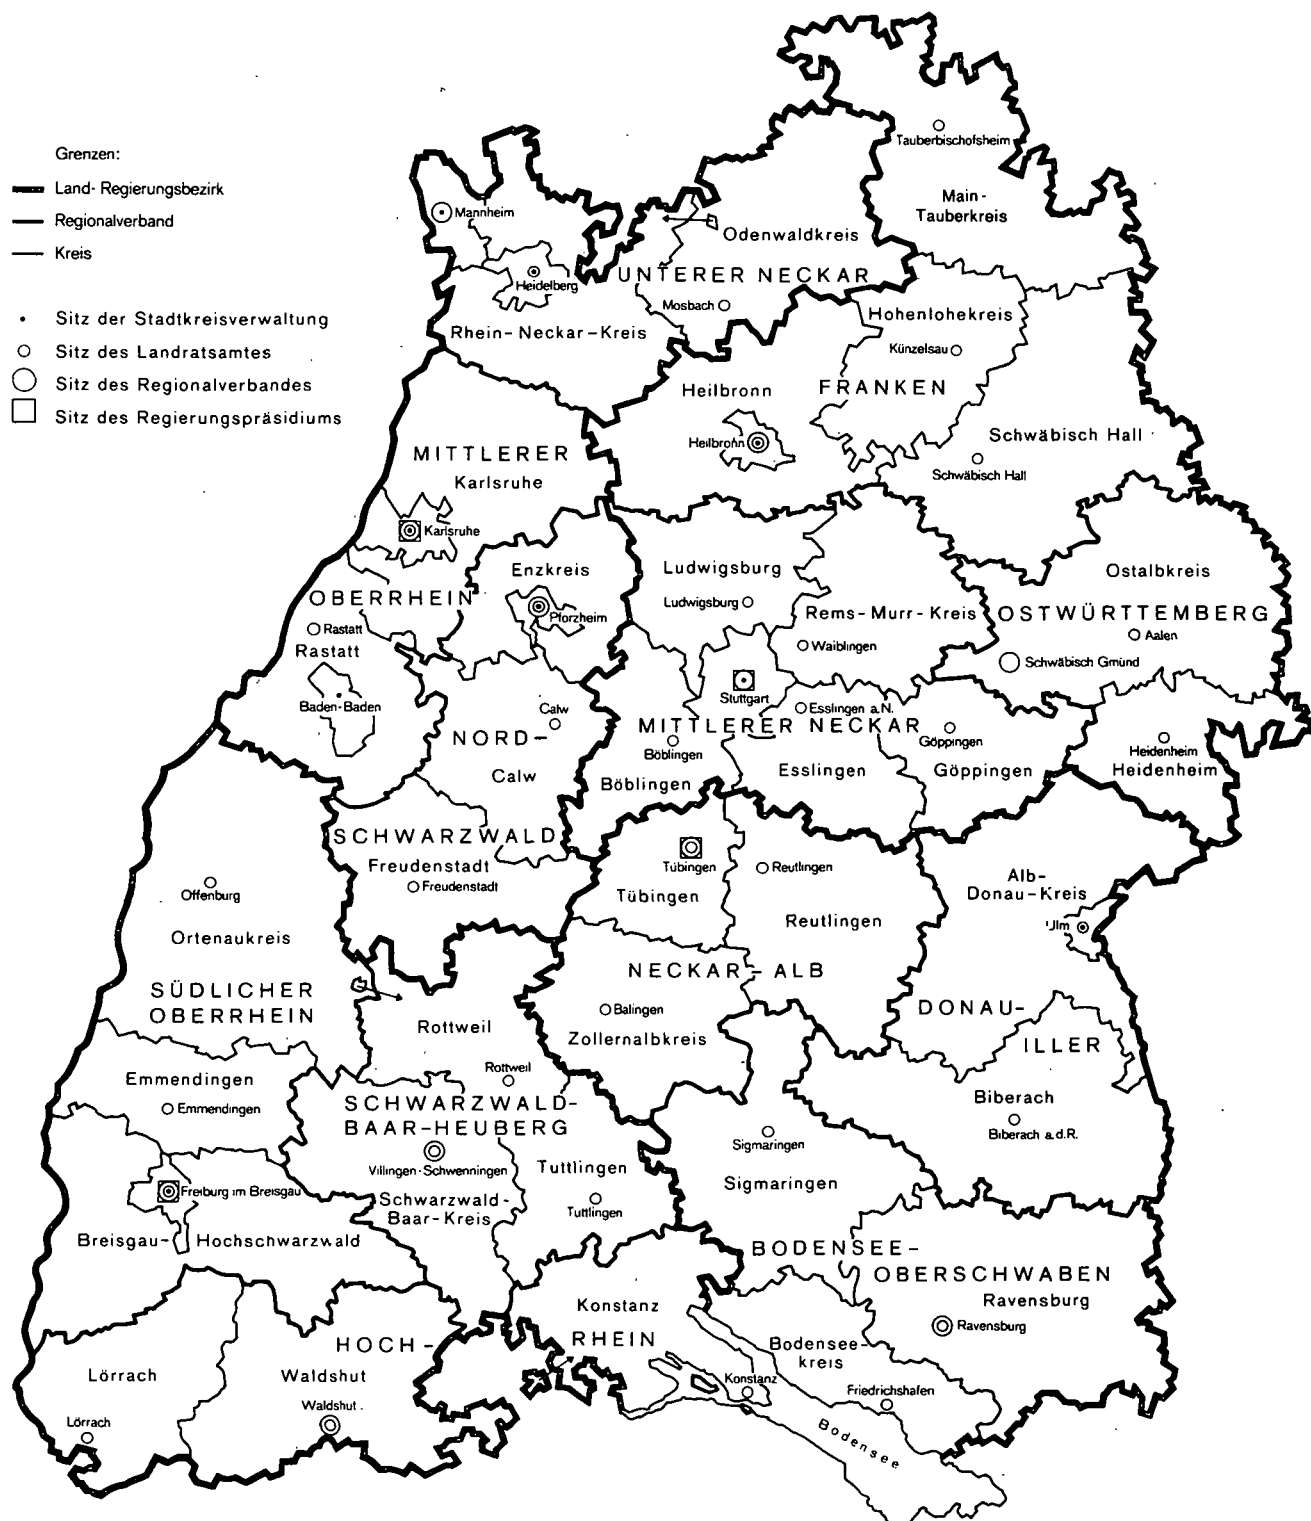 Grenzen:
Land- Regierungsbezirk
Regionalverband
Kreis
Sitz der Stadtkreisverwaltung
Sitz des Landratsamtes
Sitz des Regionalverbandes
Sitz des Regierungspräsidiums
Tauberbischofsheim
Main-
Tauberkreis
Mannheim
Odenwaldkreis
Heidelberg
UNTERER NECKAR
Mosbach
Rhein-Neckar-Kreis
Hohenlohekreis
Künzelsau
Heilbronn
FRANKEN
Heilbronn
Schwäbisch Hall
Schwäbisch Hall
MITTLERER
Karlsruhe
Karlsruhe
Enzkreis
Pforzheim
OBERRHEIN
Rastatt
Rastatt
Baden-Baden
Ludwigsburg
Ludwigsburg
Rems-Murr-Kreis
Waiblingen
Ostalbkreis
OSTWÜRTTEMBERG
Aalen
Schwäbisch Gmünd
Stuttgart
Esslingen a.N.
MITTLERER NECKAR
Böblingen
Böblingen
Esslingen
Göppingen
Göppingen
Heidenheim
Heidenheim
Calw
NORD-
Calw
SCHWARZWALD
Freudenstadt
Freudenstadt
Tübingen
Tübingen
Reutlingen
Reutlingen
Alb-
Donau-Kreis
Ulm
Offenburg
Ortenaukreis
SÜDLICHER
OBERRHEIN
NECKAR-ALB
Balingen
Zollernalbkreis
DONAU-
ILLER
Rottweil
Rottweil
Emmendingen
Emmendingen
SCHWARZWALD-
BAAR-HEUBERG
Villingen-Schwenningen
Schwarzwald-
Baar-Kreis
Tuttlingen
Tuttlingen
Biberach
Biberach a.d.R.
Sigmaringen
Sigmaringen
Freiburg im Breisgau
Breisgau-Hochschwarzwald
BODENSEE-
OBERSCHWABEN
Ravensburg
Ravensburg
Konstanz
HOCH-
RHEIN
Bodensee-
kreis
Konstanz
Friedrichshafen
Lörrach
Lörrach
Waldshut
Waldshut
Bodensee